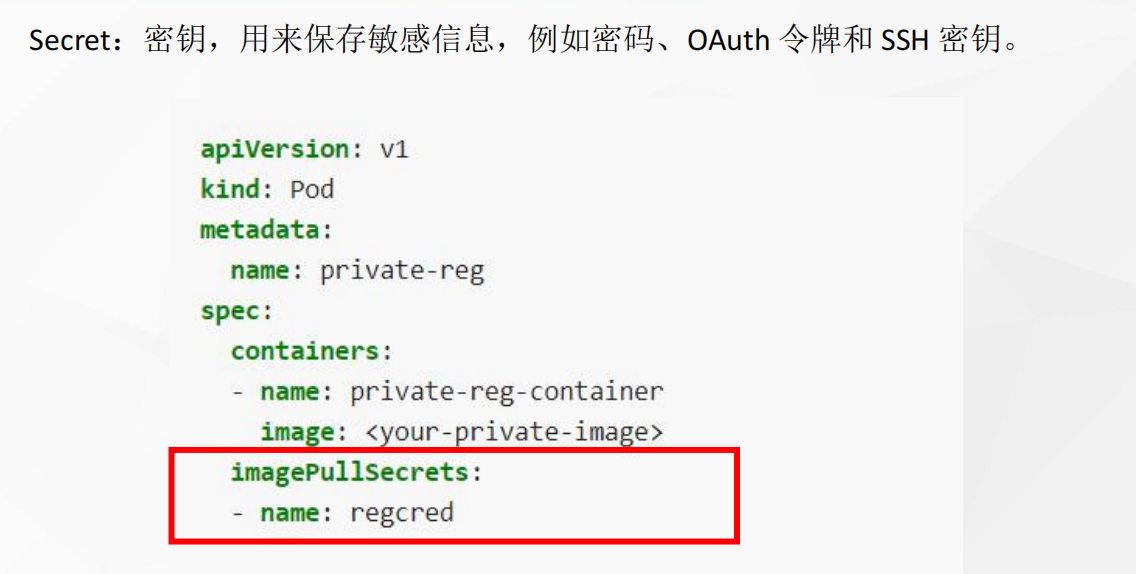 Secret：密钥，用来保存敏感信息，例如密码、OAuth 令牌和 SSH 密钥。
apiVersion: v1
kind: Pod
metadata:
  name: private-reg
spec:
  containers:
  - name: private-reg-container
    image: <your-private-image>
  imagePullSecrets:
  - name: regcred